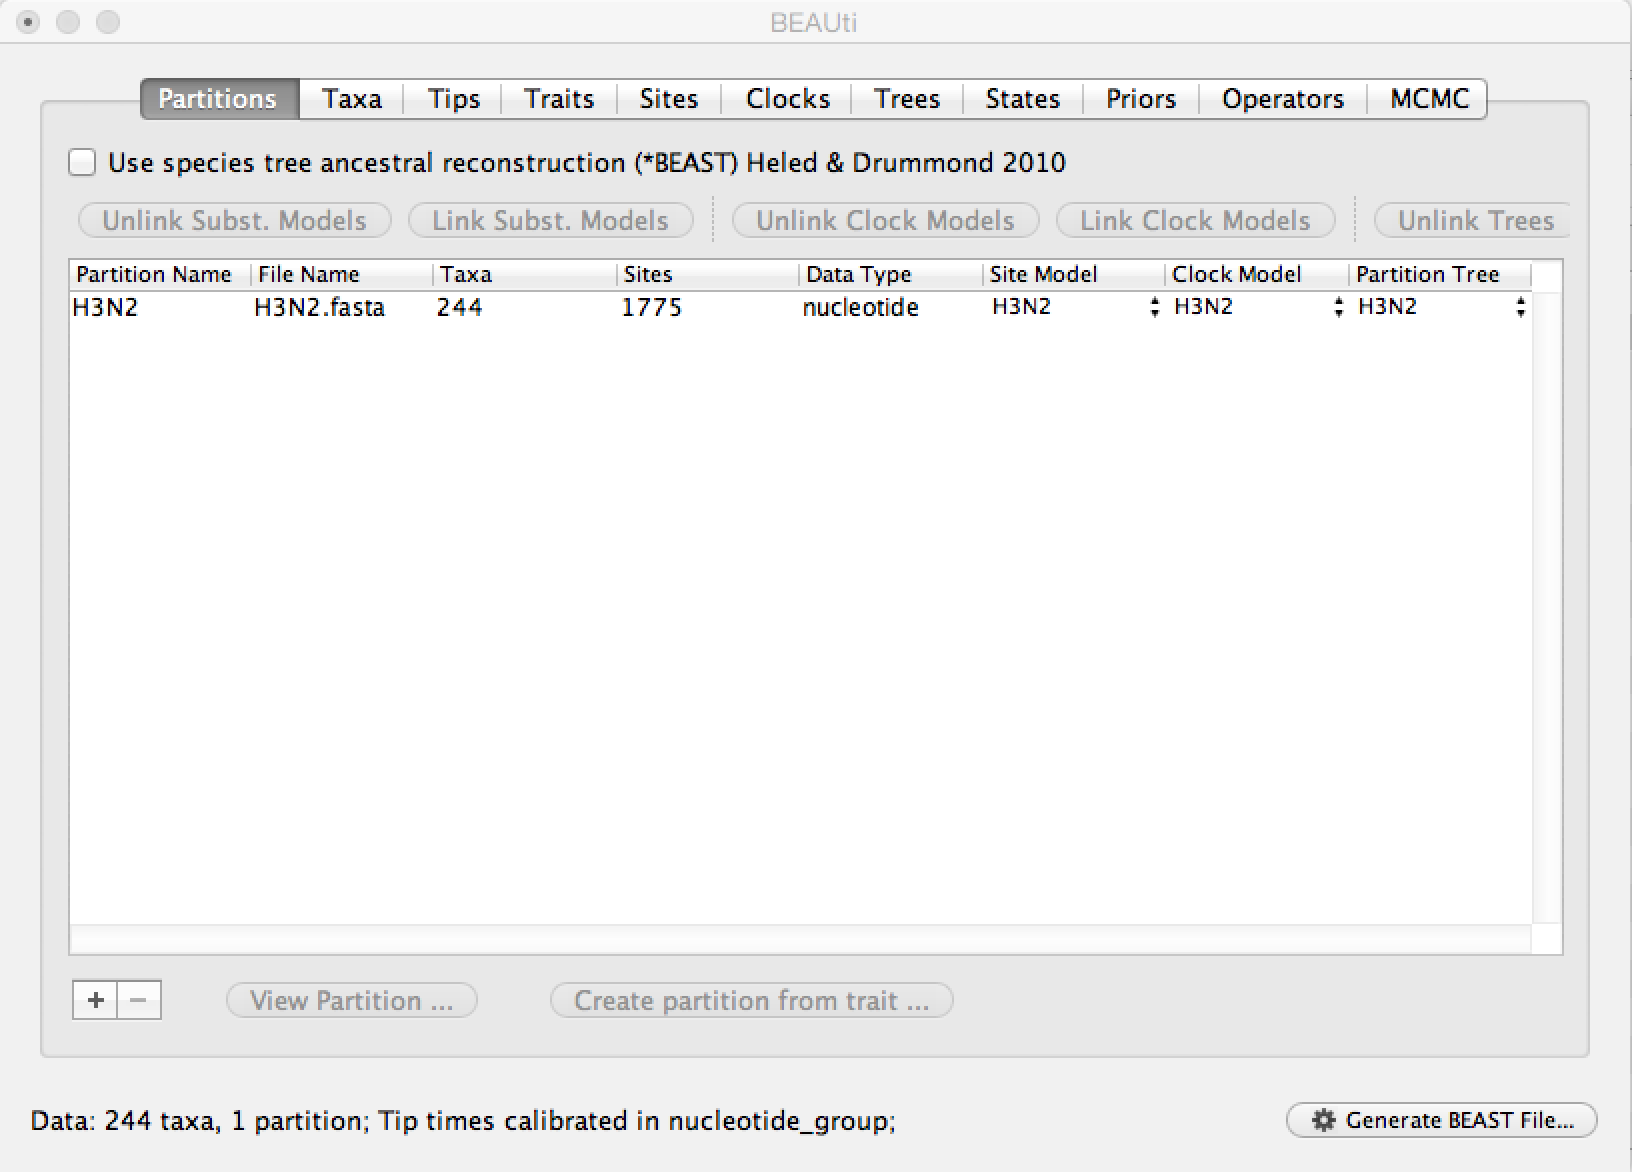 BEAUti
Partitions Taxa Tips Traits Sites Clocks Trees States Priors Operators MCMC
Use species tree ancestral reconstruction (*BEAST) Heled & Drummond 2010
Unlink Subst. Models Link Subst. Models Unlink Clock Models Link Clock Models Unlink Trees
Partition Name File Name Taxa Sites Data Type Site Model Clock Model Partition Tree
H3N2 H3N2.fasta 244 1775 nucleotide H3N2 H3N2 H3N2
+ − View Partition ... Create partition from trait ...
Data: 244 taxa, 1 partition; Tip times calibrated in nucleotide_group; Generate BEAST File...